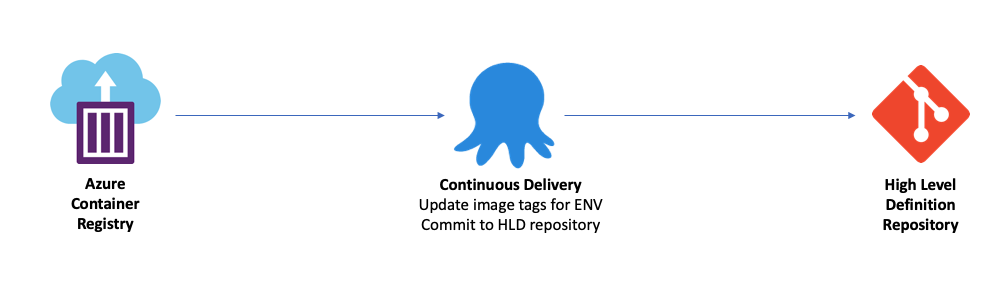 Azure
Container
Registry
Continuous Delivery
Update image tags for ENV
Commit to HLD repository
High Level
Definition
Repository